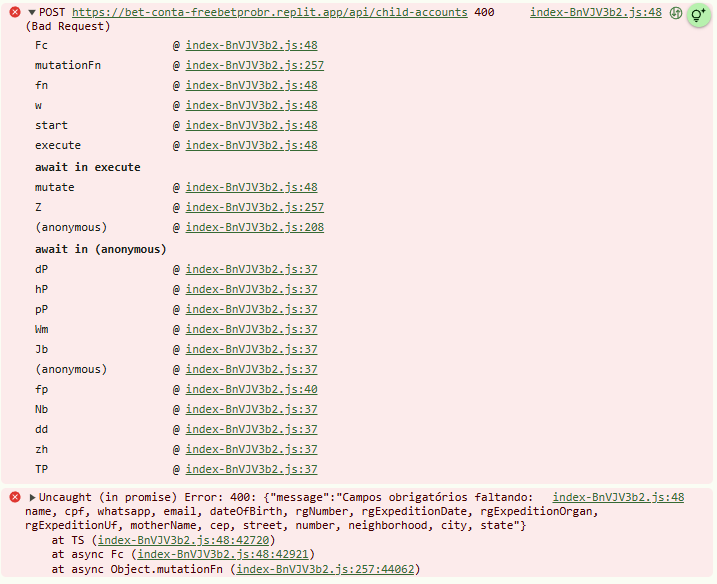 POST https://bet-conta-freebetprobr.replit.app/api/child-accounts 400 index-BnVJV3b2.js:48
(Bad Request)
Fc @ index-BnVJV3b2.js:48
mutationFn @ index-BnVJV3b2.js:257
fn @ index-BnVJV3b2.js:48
w @ index-BnVJV3b2.js:48
start @ index-BnVJV3b2.js:48
execute @ index-BnVJV3b2.js:48
await in execute
mutate @ index-BnVJV3b2.js:48
Z @ index-BnVJV3b2.js:257
(anonymous) @ index-BnVJV3b2.js:208
await in (anonymous)
dP @ index-BnVJV3b2.js:37
hP @ index-BnVJV3b2.js:37
pP @ index-BnVJV3b2.js:37
Wm @ index-BnVJV3b2.js:37
Jb @ index-BnVJV3b2.js:37
(anonymous) @ index-BnVJV3b2.js:37
fp @ index-BnVJV3b2.js:40
Nb @ index-BnVJV3b2.js:37
dd @ index-BnVJV3b2.js:37
zh @ index-BnVJV3b2.js:37
TP @ index-BnVJV3b2.js:37
Uncaught (in promise) Error: 400: {"message":"Campos obrigatórios faltando: index-BnVJV3b2.js:48
name, cpf, whatsapp, email, dateOfBirth, rgNumber, rgExpeditionDate, rgExpeditionOrgan,
rgExpeditionUf, motherName, cep, street, number, neighborhood, city, state"}
at TS (index-BnVJV3b2.js:48:42720)
at async Fc (index-BnVJV3b2.js:48:42921)
at async Object.mutationFn (index-BnVJV3b2.js:257:44062)